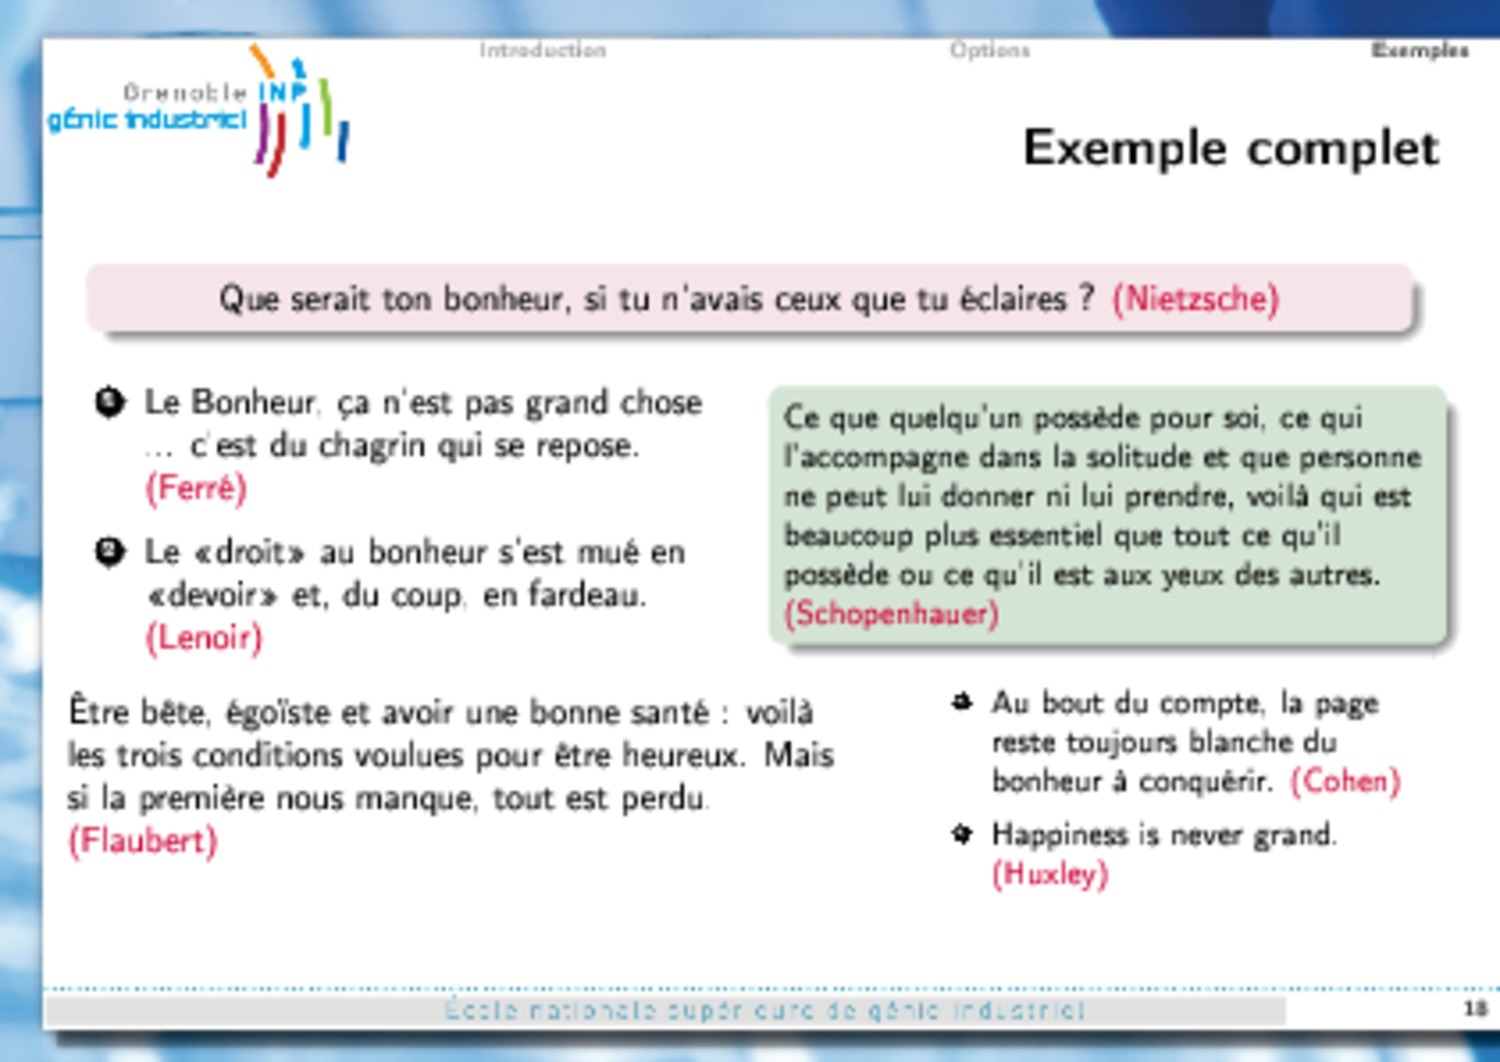 Introduction Options Exemples
Grenoble INP
génie industriel
Exemple complet
Que serait ton bonheur, si tu n'avais ceux que tu éclaires ? (Nietzsche)
1 Le Bonheur, ça n'est pas grand chose
... c'est du chagrin qui se repose.
(Ferré)
2 Le «droit» au bonheur s'est mué en
«devoir» et, du coup, en fardeau.
(Lenoir)
Ce que quelqu'un possède pour soi, ce qui
l'accompagne dans la solitude et que personne
ne peut lui donner ni lui prendre, voilà qui est
beaucoup plus essentiel que tout ce qu'il
possède ou ce qu'il est aux yeux des autres.
(Schopenhauer)
Être bête, égoïste et avoir une bonne santé : voilà
les trois conditions voulues pour être heureux. Mais
si la première nous manque, tout est perdu.
(Flaubert)
Au bout du compte, la page
reste toujours blanche du
bonheur à conquérir. (Cohen)
Happiness is never grand.
(Huxley)
École nationale supérieure de génie industriel
18